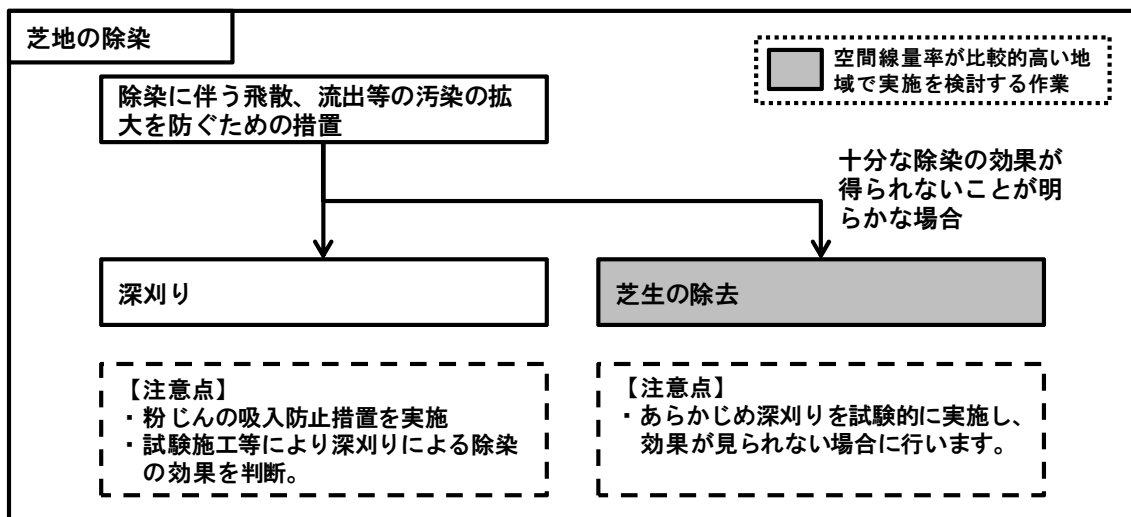 芝地の除染
空間線量率が比較的高い地
域で実施を検討する作業
除染に伴う飛散、流出等の汚染の拡
大を防ぐための措置
十分な除染の効果が
得られないことが明
らかな場合
深刈り
芝生の除去
【注意点】
・粉じんの吸入防止措置を実施
・試験施工等により深刈りによる除染
の効果を判断。
【注意点】
・あらかじめ深刈りを試験的に実施し、
効果が見られない場合に行います。